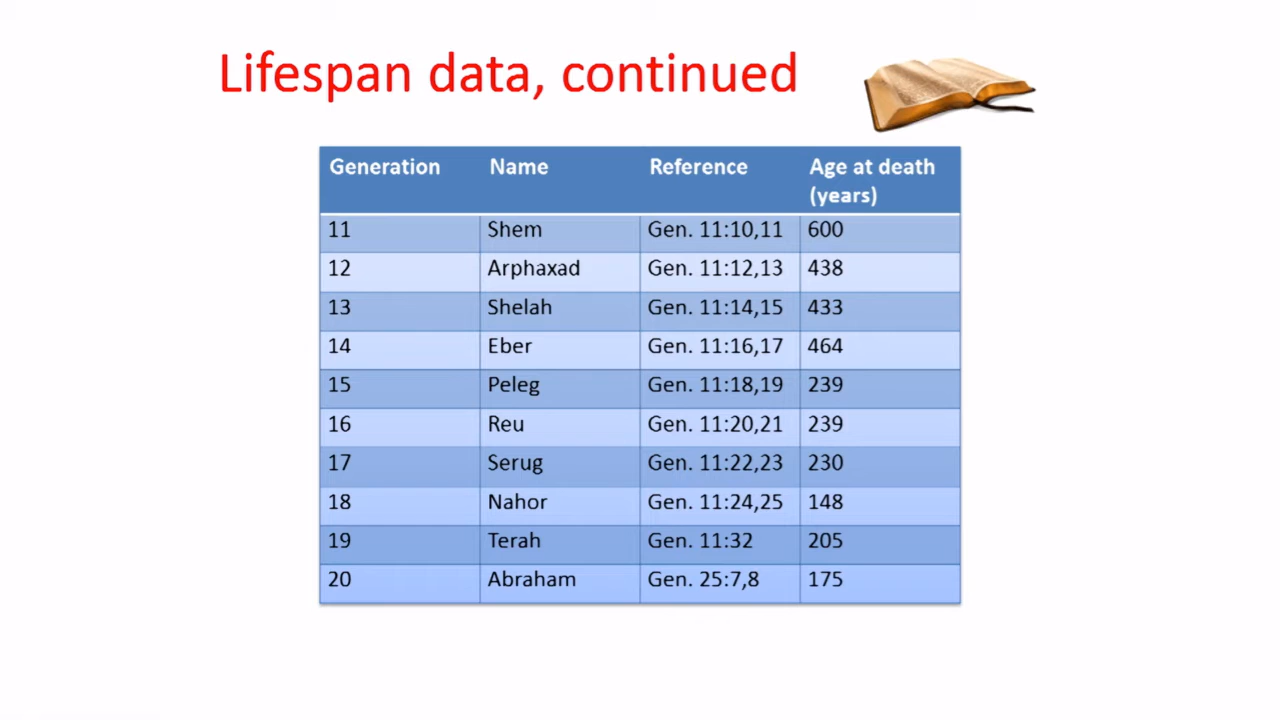 Lifespan data, continued
Generation Name Reference Age at death (years)
11 Shem Gen. 11:10,11 600
12 Arphaxad Gen. 11:12,13 438
13 Shelah Gen. 11:14,15 433
14 Eber Gen. 11:16,17 464
15 Peleg Gen. 11:18,19 239
16 Reu Gen. 11:20,21 239
17 Serug Gen. 11:22,23 230
18 Nahor Gen. 11:24,25 148
19 Terah Gen. 11:32 205
20 Abraham Gen. 25:7,8 175